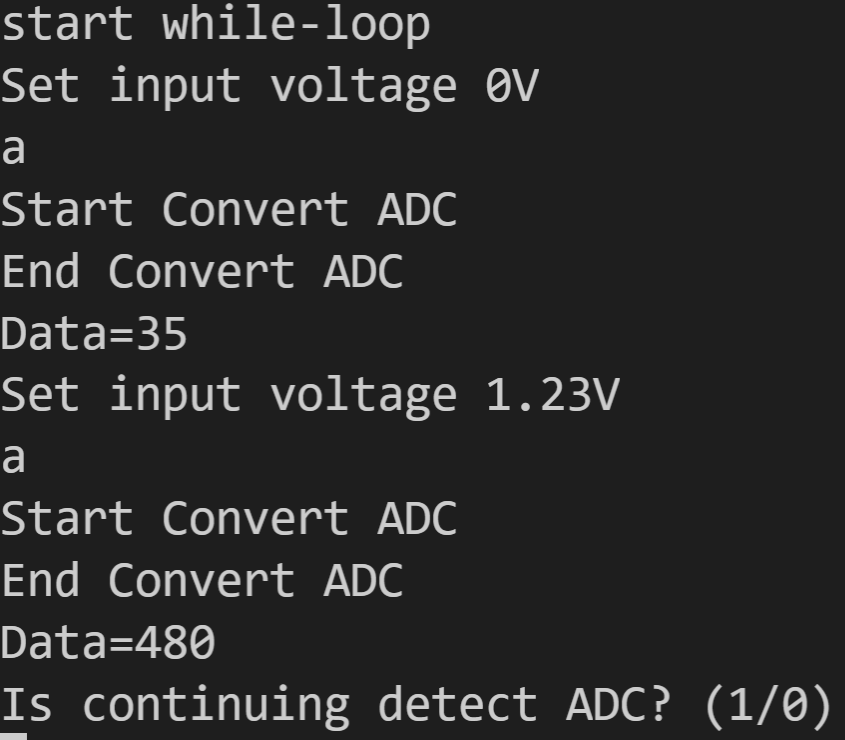 start while-loop
Set input voltage 0V
a
Start Convert ADC
End Convert ADC
Data=35
Set input voltage 1.23V
a
Start Convert ADC
End Convert ADC
Data=480
Is continuing detect ADC? (1/0)